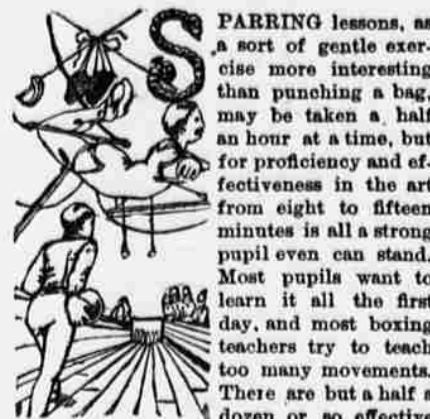 SPARRING lessons, as
a sort of gentle exer-
cise more interesting
than punching a bag,
may be taken a half
an hour at a time, but
for proficiency and ef-
fectiveness in the art
from eight to fifteen
minutes is all a strong
pupil even can stand.
Most pupils want to
learn it all the first
day, and most boxing
teachers try to teach
too many movements.
There are but a half a
dozen or so effective